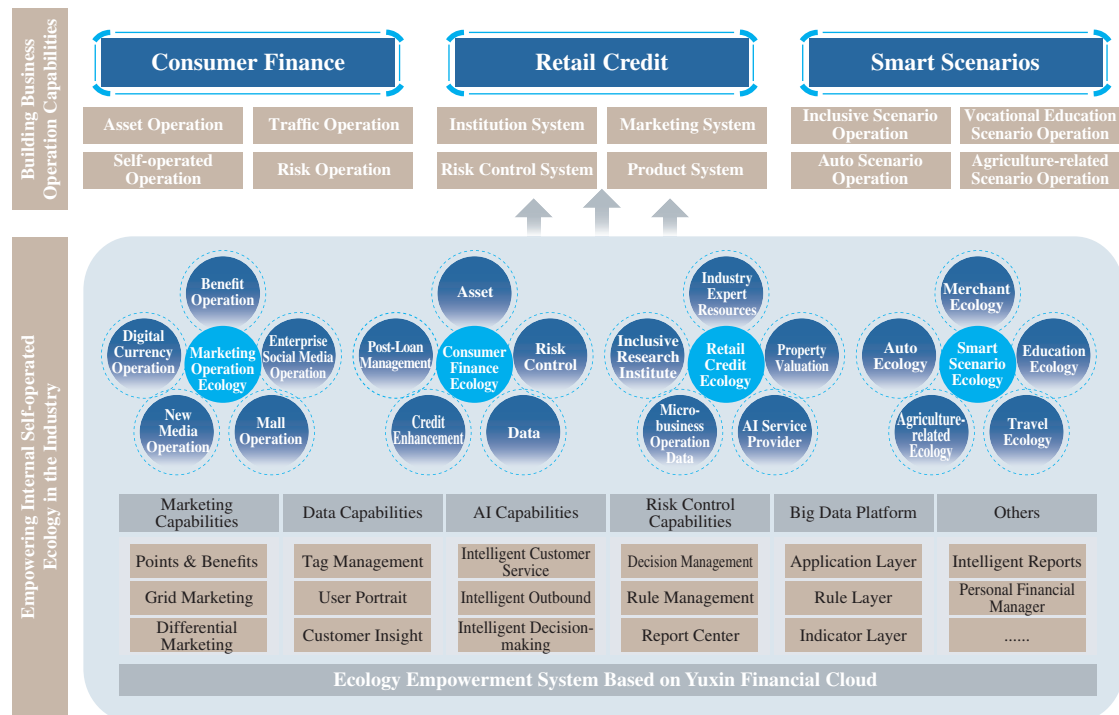 Building Business
Operation Capabilities
Consumer Finance
Retail Credit
Smart Scenarios
Asset Operation
Traffic Operation
Self-operated
Operation
Risk Operation
Institution System
Marketing System
Risk Control System
Product System
Inclusive Scenario
Operation
Vocational Education
Scenario Operation
Auto Scenario
Operation
Agriculture-related
Scenario Operation
Empowering Internal Self-operated
Ecology in the Industry
Benefit
Operation
Digital
Currency
Operation
Marketing
Operation
Ecology
Enterprise
Social Media
Operation
New
Media
Operation
Mall
Operation
Asset
Post-Loan
Management
Consumer
Finance
Ecology
Risk
Control
Credit
Enhancement
Data
Industry
Expert
Resources
Inclusive
Research
Institute
Retail
Credit
Ecology
Property
Valuation
Micro-
business
Operation
Data
AI Service
Provider
Merchant
Ecology
Auto
Ecology
Smart
Scenario
Ecology
Education
Ecology
Agriculture-
related
Ecology
Travel
Ecology
Marketing
Capabilities
Data Capabilities
AI Capabilities
Risk Control
Capabilities
Big Data Platform
Others
Points & Benefits
Tag Management
Intelligent Customer
Service
Decision Management
Application Layer
Intelligent Reports
Grid Marketing
User Portrait
Intelligent Outbound
Rule Management
Rule Layer
Personal Financial
Manager
Differential
Marketing
Customer Insight
Intelligent Decision-
making
Report Center
Indicator Layer
......
Ecology Empowerment System Based on Yuxin Financial Cloud